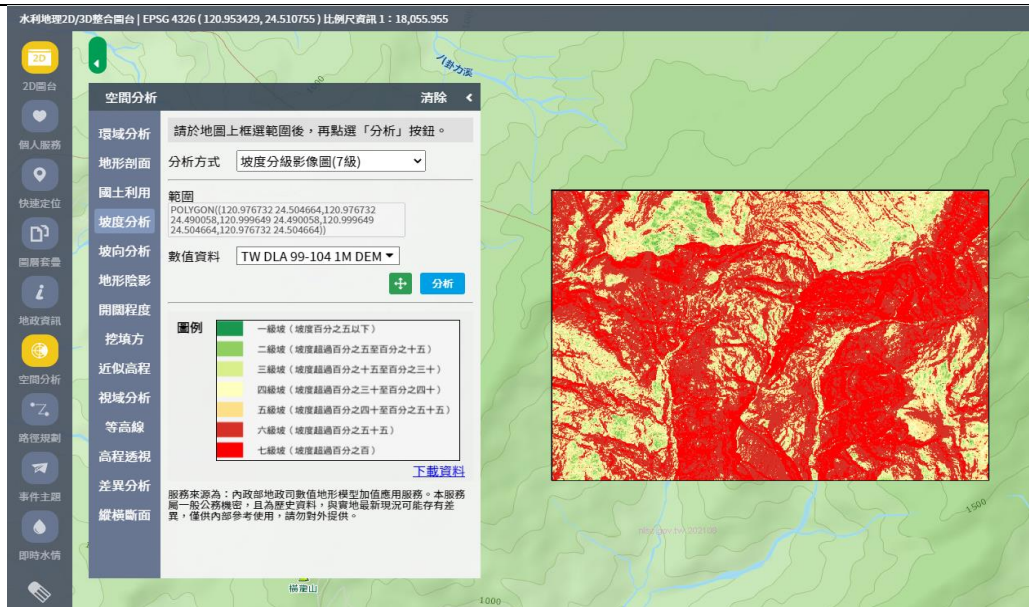 水利地理2D/3D整合圖台 | EPSG 4326 ( 120.953429, 24.510755 ) 比例尺資訊 1：18,055.955
2D
2D圖台
個人服務
快速定位
圖層套疊
地政資訊
空間分析
路徑規劃
事件主題
即時水情
空間分析
清除
環域分析
地形剖面
國土利用
坡度分析
坡向分析
地形陰影
開闊程度
挖填方
近似高程
視域分析
等高線
高程透視
差異分析
縱橫斷面
請於地圖上框選範圍後，再點選「分析」按鈕。
分析方式
坡度分級影像圖(7級)
範圍
POLYGON((120.976732 24.504664,120.976732
24.490058,120.999649 24.490058,120.999649
24.504664,120.976732 24.504664))
數值資料
TW DLA 99-104 1M DEM
分析
圖例
一級坡（坡度百分之五以下）
二級坡（坡度超過百分之五至百分之十五）
三級坡（坡度超過百分之十五至百分之三十）
四級坡（坡度超過百分之三十至百分之四十）
五級坡（坡度超過百分之四十至百分之五十五）
六級坡（坡度超過百分之五十五）
七級坡（坡度超過百分之百）
下載資料
服務來源為：內政部地政司數值地形模型加值應用服務。本服務
屬一般公務機密，且為歷史資料，與實地最新現況可能存有差
異，僅供內部參考使用，請勿對外提供。
八卦力溪
1500
橫龍山
1000